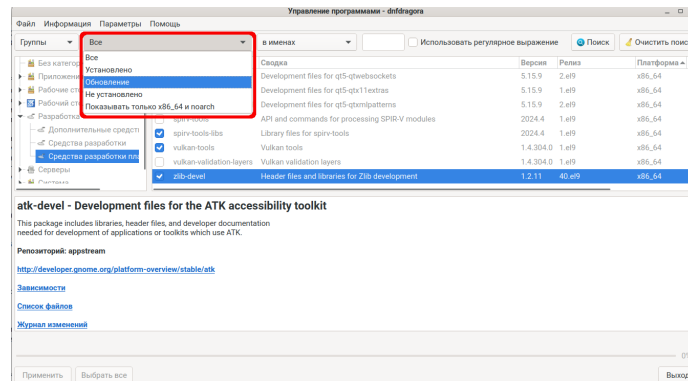 Управление программами - dnfdragora
Файл Информация Параметры Помощь
Группы Все в именах Использовать регулярное выражение Поиск Очистить поис
Все
Установлено
Обновление
Не установлено
Показывать только x86_64 и noarch
Без категор
Приложени
Рабочие сто
Рабочий сто
Разработка
Дополнительные средст
Средства разработки
Средства разработки пла
Серверы
Система
Сводка Версия Релиз Платформа
Development files for qt5-qtwebsockets 5.15.9 2.el9 x86_64
Development files for qt5-qtx11extras 5.15.9 1.el9 x86_64
Development files for qt5-qtxmlpatterns 5.15.9 2.el9 x86_64
spirv-tools API and commands for processing SPIR-V modules 2024.4 1.el9 x86_64
spirv-tools-libs Library files for spirv-tools 2024.4 1.el9 x86_64
vulkan-tools Vulkan tools 1.4.304.0 1.el9 x86_64
vulkan-validation-layers Vulkan validation layers 1.4.304.0 1.el9 x86_64
zlib-devel Header files and libraries for Zlib development 1.2.11 40.el9 x86_64
atk-devel - Development files for the ATK accessibility toolkit
This package includes libraries, header files, and developer documentation
needed for development of applications or toolkits which use ATK.
Репозиторий: appstream
http://developer.gnome.org/platform-overview/stable/atk
Зависимости
Список файлов
Журнал изменений
Применить Выбрать все Выход